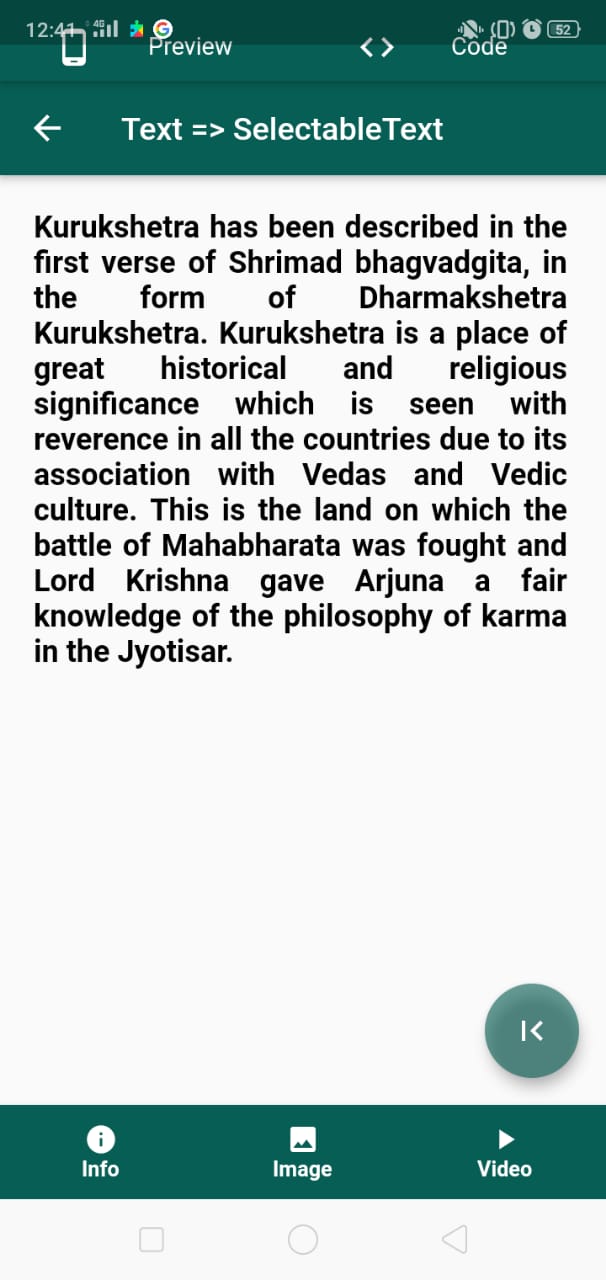 12:41 4G 52
Preview <> Code
Text => SelectableText
Kurukshetra has been described in the
first verse of Shrimad bhagvadgita, in
the form of Dharmakshetra
Kurukshetra. Kurukshetra is a place of
great historical and religious
significance which is seen with
reverence in all the countries due to its
association with Vedas and Vedic
culture. This is the land on which the
battle of Mahabharata was fought and
Lord Krishna gave Arjuna a fair
knowledge of the philosophy of karma
in the Jyotisar.
Info Image Video